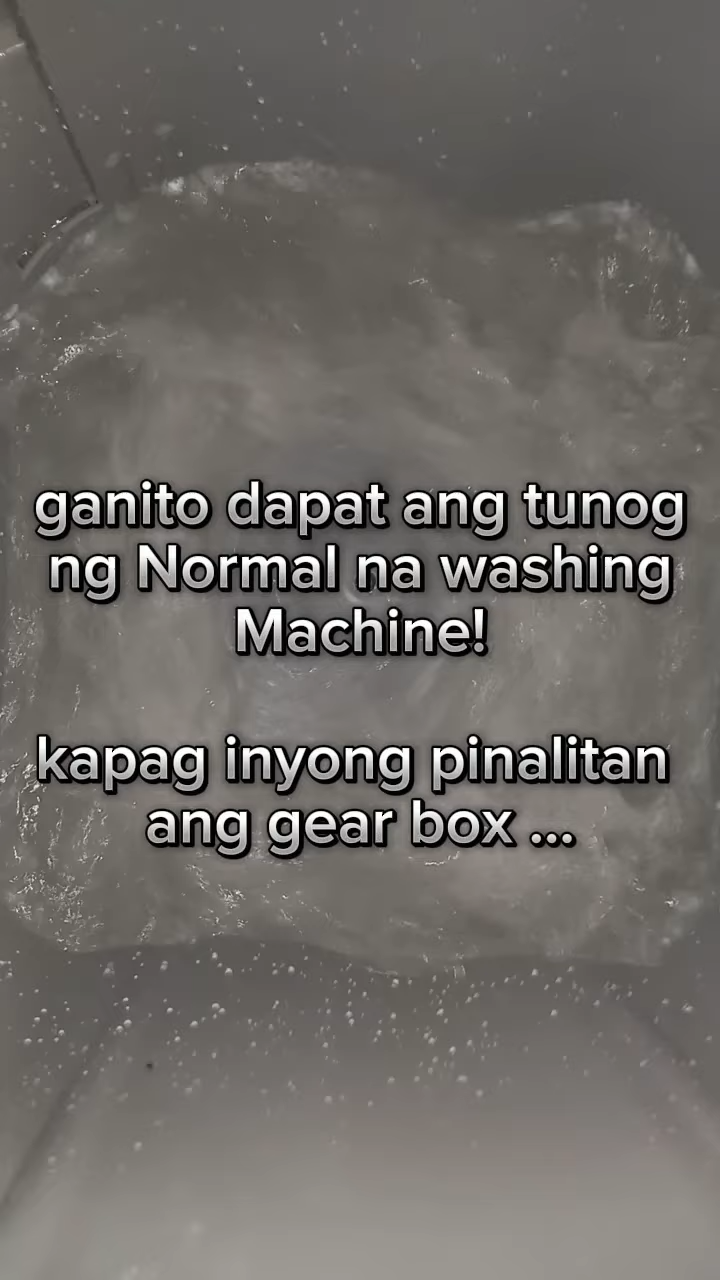 ganito dapat ang tunog
ng Normal na washing
Machine!
kapag inyong pinalitan
ang gear box ...